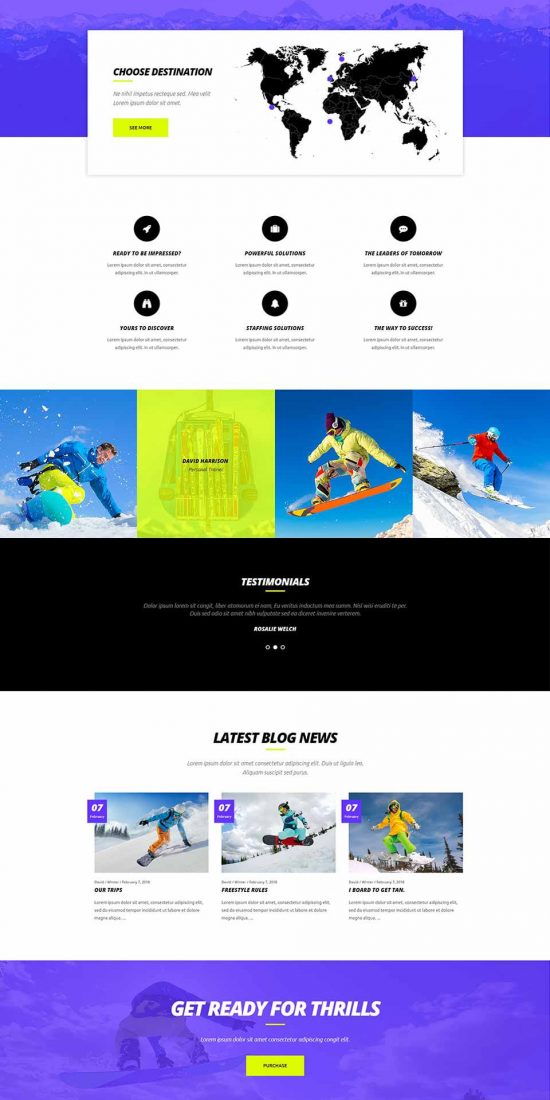 CHOOSE DESTINATION
Ne nihil impetus recteque sed. Mea velit
Lorem ipsum dolor sit amet.
SEE MORE
READY TO BE IMPRESSED?
Lorem ipsum dolor sit amet, consectetur
adipiscing elit. In ut ullamcorper.
POWERFUL SOLUTIONS
Lorem ipsum dolor sit amet, consectetur
adipiscing elit. In ut ullamcorper.
THE LEADERS OF TOMORROW
Lorem ipsum dolor sit amet, consectetur
adipiscing elit. In ut ullamcorper.
YOURS TO DISCOVER
Lorem ipsum dolor sit amet, consectetur
adipiscing elit. In ut ullamcorper.
STAFFING SOLUTIONS
Lorem ipsum dolor sit amet, consectetur
adipiscing elit. In ut ullamcorper.
THE WAY TO SUCCESS!
Lorem ipsum dolor sit amet, consectetur
adipiscing elit. In ut ullamcorper.
DAVID HARRISON
Personal Trainer
TESTIMONIALS
Dolor ipsum lorem sit congit, liber atomorum ei nam, Eu veritus indoctum mea summ. Nisl wisi eruditi te per.
Duis sed odio sit amet nibh vulputate sed ea diceret invenire expetenda.
ROSALIE WELCH
LATEST BLOG NEWS
Lorem ipsum dolor amet consectetur adipiscing elit. Duis ut ligula leo.
Aliquam suscipit sed purus.
07
February
David / Winter / February 7, 2018
OUR TRIPS
Lorem ipsum dolor sit amet, consectetur adipiscing elit,
sed do eiusmod tempor incididunt ut labore et dolore
magna aliqua. ...
07
February
David / Winter / February 7, 2018
FREESTYLE RULES
Lorem ipsum dolor sit amet, consectetur adipiscing elit,
sed do eiusmod tempor incididunt ut labore et dolore
magna aliqua. ...
07
February
David / Winter / February 7, 2018
I BOARD TO GET TAN.
Lorem ipsum dolor sit amet, consectetur adipiscing elit,
sed do eiusmod tempor incididunt ut labore et dolore
magna aliqua. ...
GET READY FOR THRILLS
Lorem ipsum dolor amet consectetur adipiscing congit elit.
PURCHASE